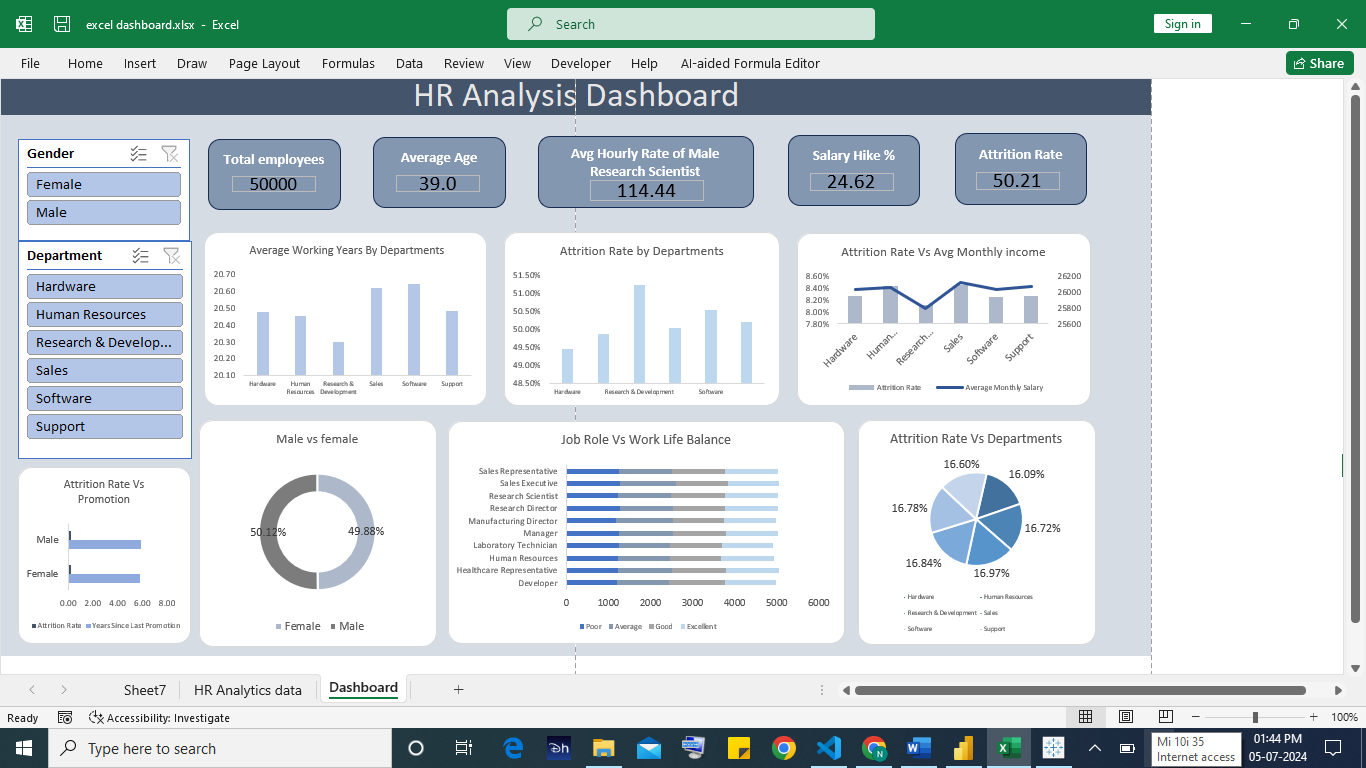 excel dashboard.xlsx - Excel
Search
Sign in
File Home Insert Draw Page Layout Formulas Data Review View Developer Help AI-aided Formula Editor
Share
HR Analysis Dashboard
Gender
Female
Male
Department
Hardware
Human Resources
Research & Develop...
Sales
Software
Support
Total employees
50000
Average Age
39.0
Avg Hourly Rate of Male
Research Scientist
114.44
Salary Hike %
24.62
Attrition Rate
50.21
Average Working Years By Departments
20.70
20.60
20.50
20.40
20.30
20.20
20.10
Hardware Human Resources Research & Development Sales Software Support
Attrition Rate by Departments
51.50%
51.00%
50.50%
50.00%
49.50%
49.00%
48.50%
Hardware Research & Development Software
Attrition Rate Vs Avg Monthly income
8.60% 26200
8.40% 26000
8.20% 25800
8.00% 25600
7.80%
Hardware Human... Research... Sales Software Support
Attrition Rate Average Monthly Salary
Attrition Rate Vs
Promotion
Male
Female
0.00 2.00 4.00 6.00 8.00
Attrition Rate Years Since Last Promotion
Male vs female
50.12% 49.88%
Female Male
Job Role Vs Work Life Balance
Sales Representative
Sales Executive
Research Scientist
Research Director
Manufacturing Director
Manager
Laboratory Technician
Human Resources
Healthcare Representative
Developer
0 1000 2000 3000 4000 5000 6000
Poor Average Good Excellent
Attrition Rate Vs Departments
16.60% 16.09%
16.78% 16.72%
16.84% 16.97%
- Hardware - Human Resources
- Research & Development - Sales
- Software - Support
Sheet7 HR Analytics data Dashboard +
Ready Accessibility: Investigate
100%
Type here to search
Mi 10i 35
Internet access
01:44 PM
05-07-2024